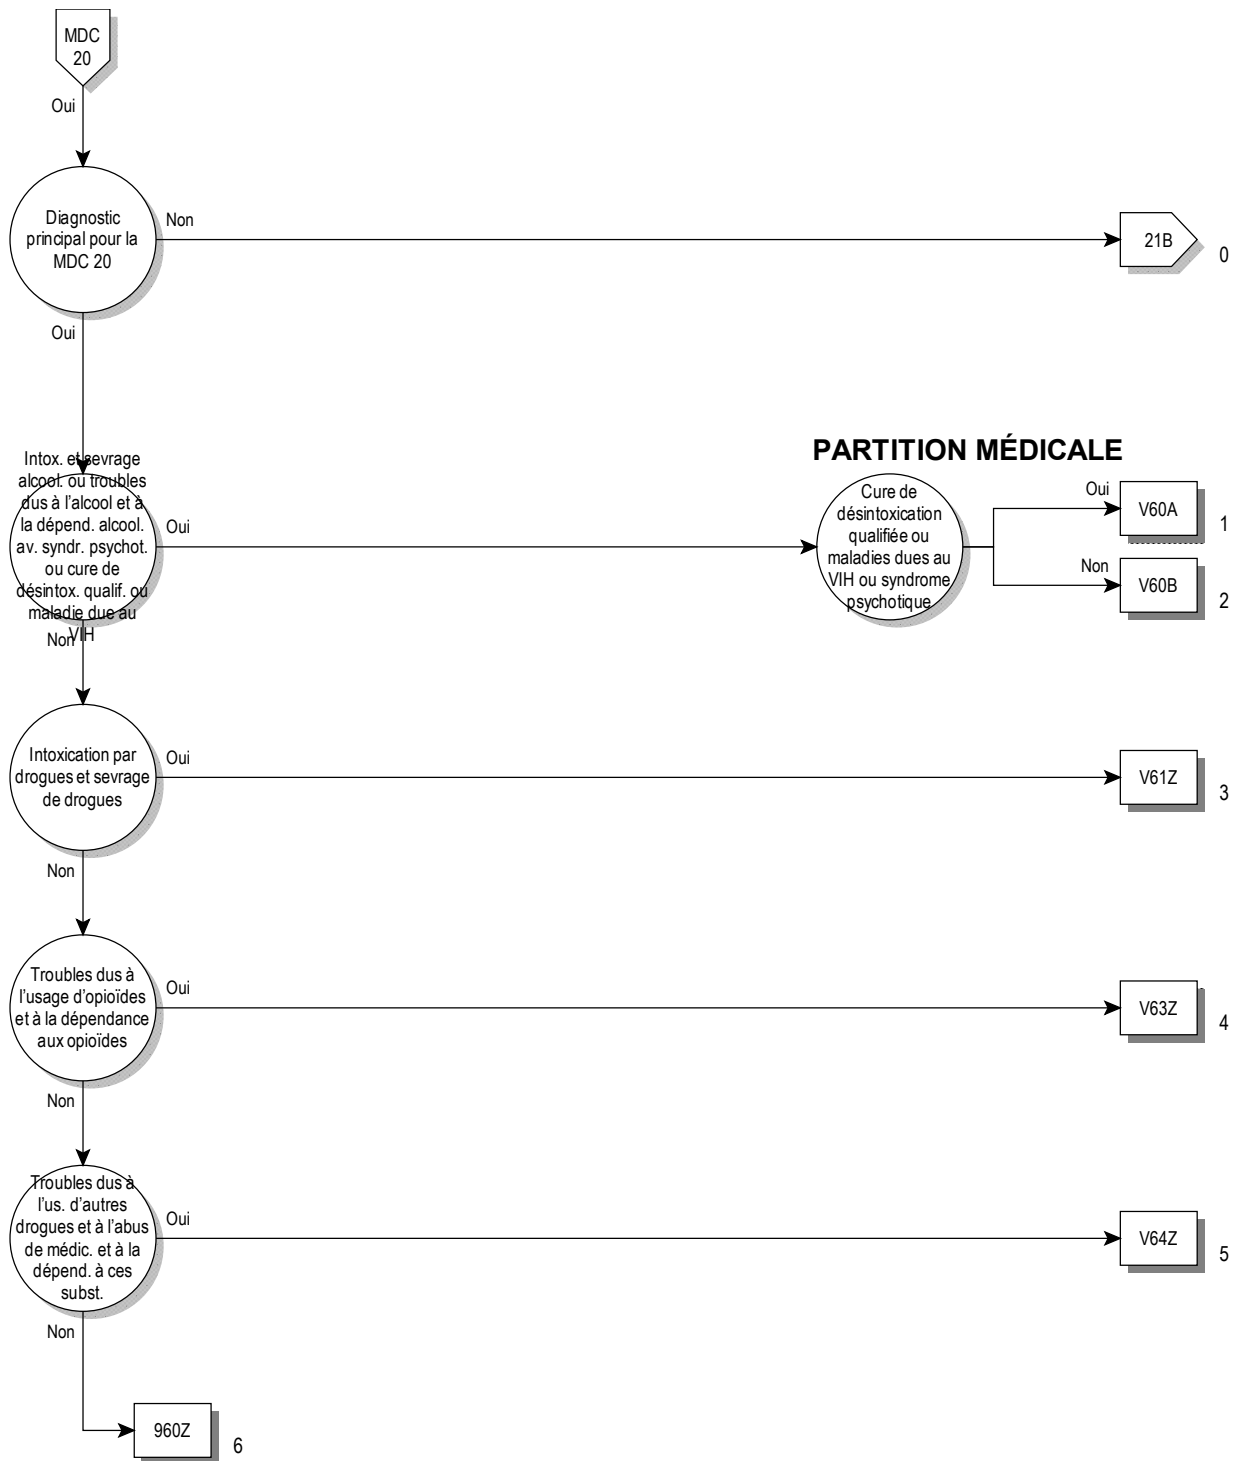 MDC
20
Oui
Diagnostic
principal pour la
MDC 20
Non
21B
0
Oui
PARTITION MÉDICALE
Intox. et sevrage
alcool. ou troubles
dus à l'alcool et à
la dépend. alcool.
av. syndr. psychot.
ou cure de
désintox. qualif. ou
maladie due au
VIH
Oui
Cure de
désintoxication
qualifiée ou
maladies dues au
VIH ou syndrome
psychotique
Oui
V60A
1
Non
V60B
2
Non
Intoxication par
drogues et sevrage
de drogues
Oui
V61Z
3
Non
Troubles dus à
l'usage d'opioïdes
et à la dépendance
aux opioïdes
Oui
V63Z
4
Non
Troubles dus à
l'us. d'autres
drogues et à l'abus
de médic. et à la
dépend. à ces
subst.
Oui
V64Z
5
Non
960Z
6